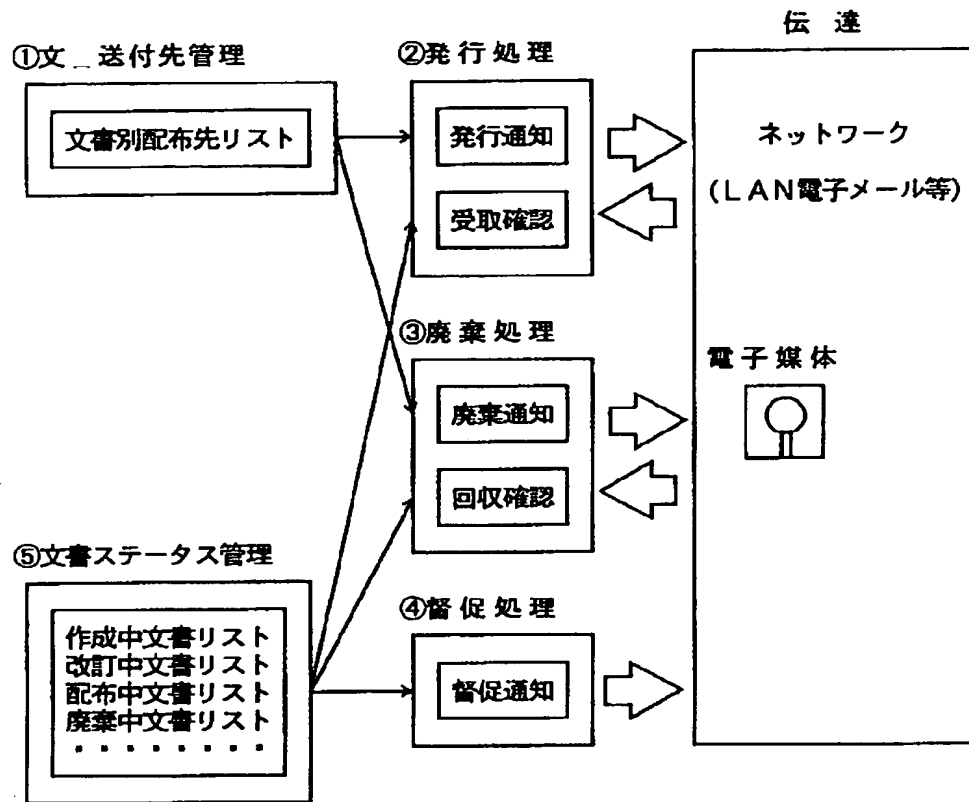 伝達
①文_送付先管理
文書別配布先リスト
②発行処理
発行通知
受取確認
ネットワーク
(LAN電子メール等)
③廃棄処理
廃棄通知
回収確認
電子媒体
⑤文書ステータス管理
作成中文書リスト
改訂中文書リスト
配布中文書リスト
廃棄中文書リスト
・・・・・・・・
④督促処理
督促通知